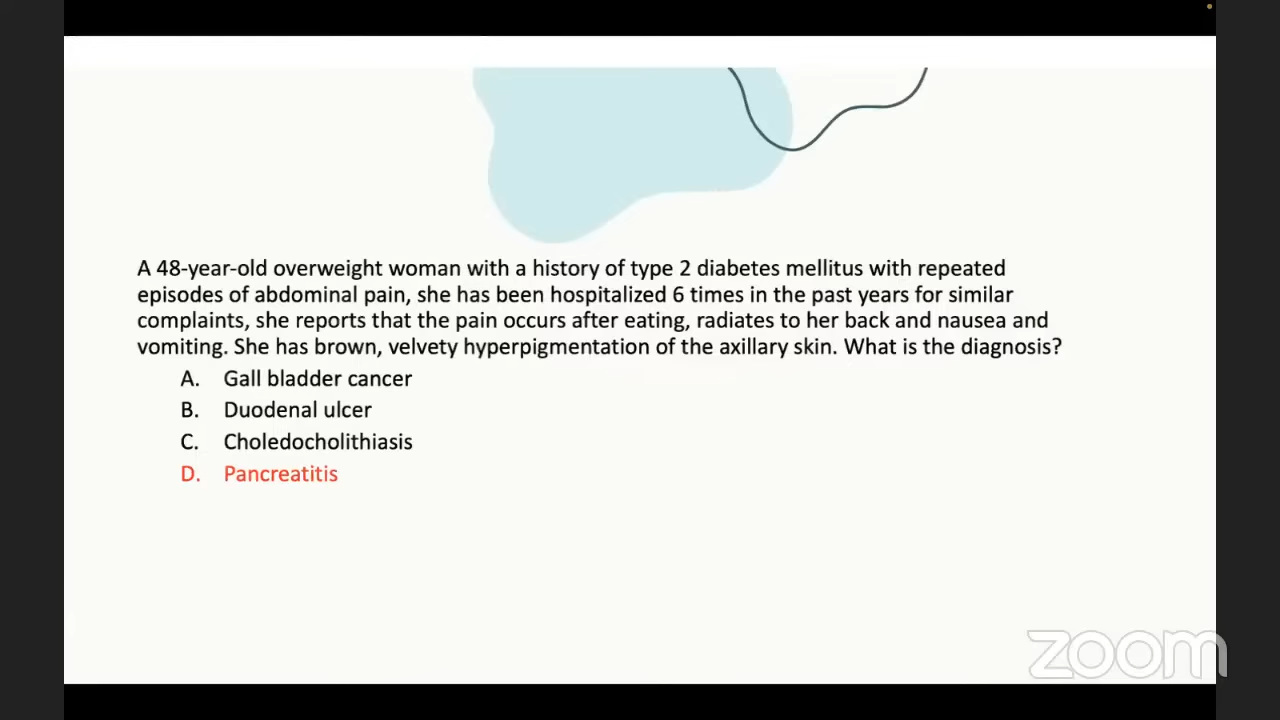 A 48-year-old overweight woman with a history of type 2 diabetes mellitus with repeated
episodes of abdominal pain, she has been hospitalized 6 times in the past years for similar
complaints, she reports that the pain occurs after eating, radiates to her back and nausea and
vomiting. She has brown, velvety hyperpigmentation of the axillary skin. What is the diagnosis?
A. Gall bladder cancer
B. Duodenal ulcer
C. Choledocholithiasis
D. Pancreatitis
zoom